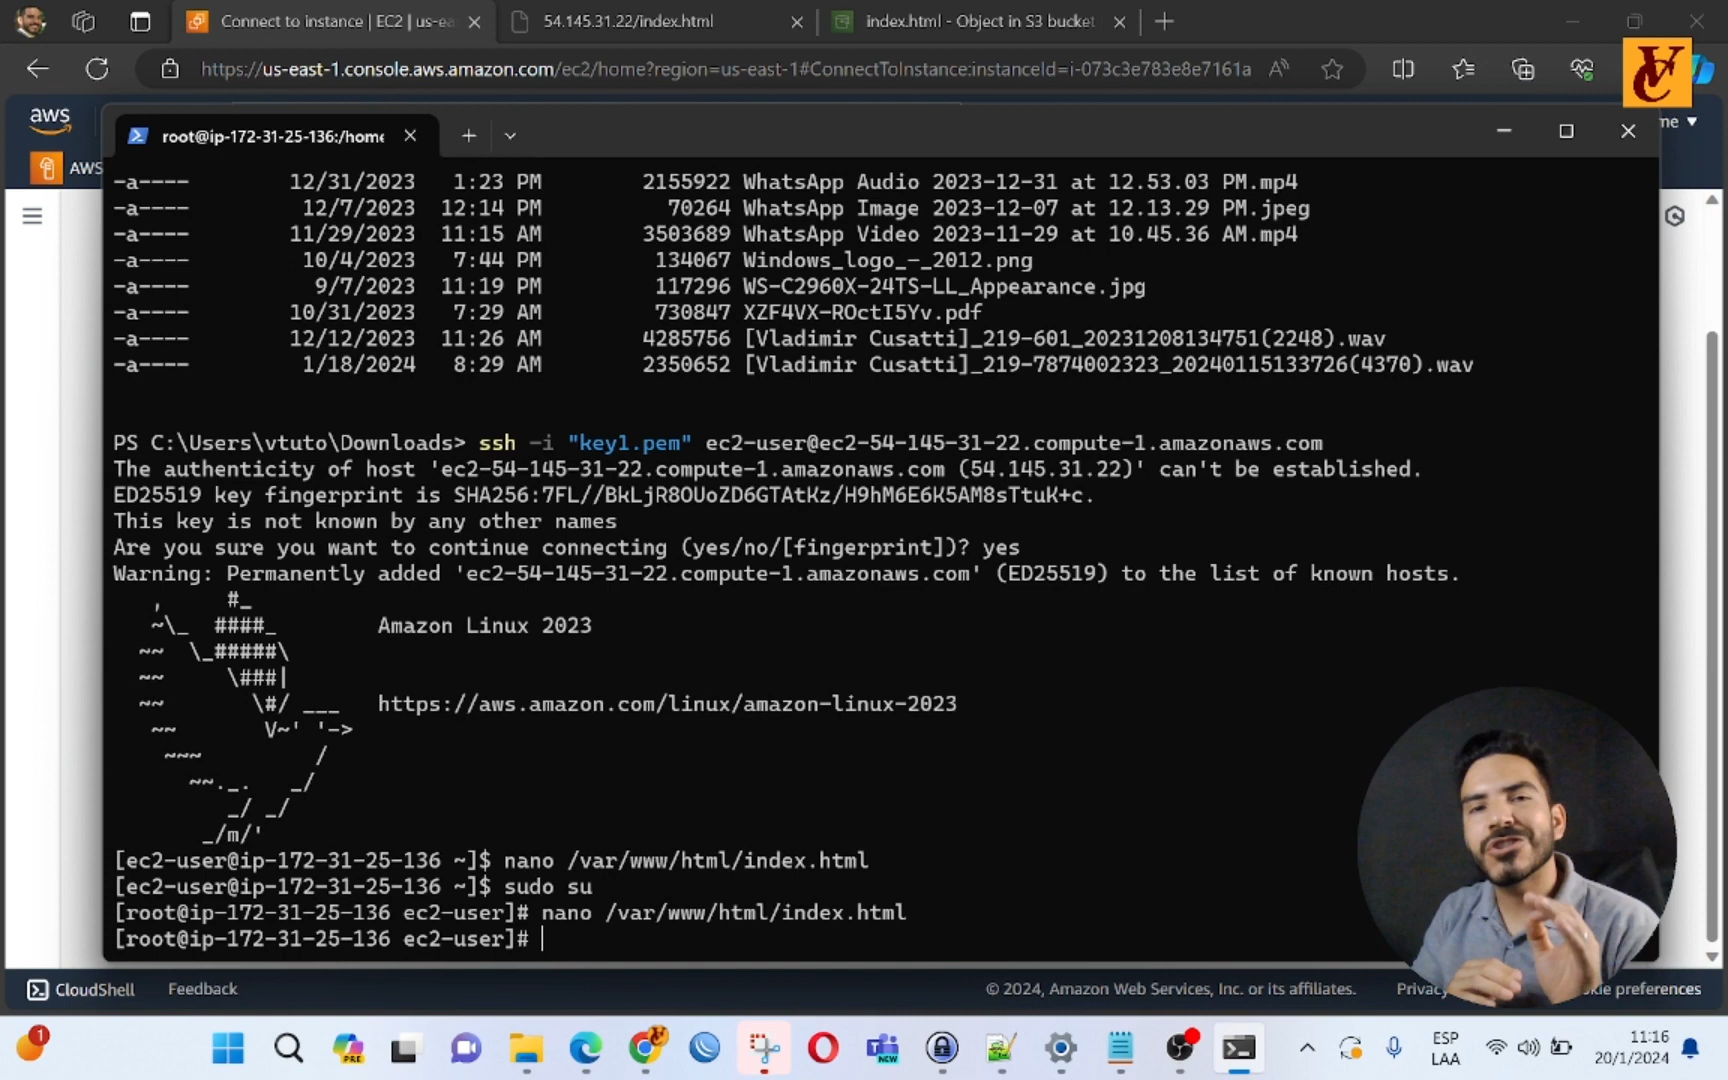 Connect to instance | EC2 | us-ea
54.145.31.22/index.html
index.html - Object in S3 bucket
https://us-east-1.console.aws.amazon.com/ec2/home?region=us-east-1#ConnectToInstance:instanceId=i-073c3e783e8e7161a
aws
me
AWS
root@ip-172-31-25-136:/home
-a---- 12/31/2023 1:23 PM 2155922 WhatsApp Audio 2023-12-31 at 12.53.03 PM.mp4
-a---- 12/7/2023 12:14 PM 70264 WhatsApp Image 2023-12-07 at 12.13.29 PM.jpeg
-a---- 11/29/2023 11:15 AM 3503689 WhatsApp Video 2023-11-29 at 10.45.36 AM.mp4
-a---- 10/4/2023 7:44 PM 134067 Windows_logo_-_2012.png
-a---- 9/7/2023 11:19 PM 117296 WS-C2960X-24TS-LL_Appearance.jpg
-a---- 10/31/2023 7:29 AM 730847 XZF4VX-ROctI5Yv.pdf
-a---- 12/12/2023 11:26 AM 4285756 [Vladimir Cusatti]_219-601_20231208134751(2248).wav
-a---- 1/18/2024 8:29 AM 2350652 [Vladimir Cusatti]_219-7874002323_20240115133726(4370).wav
PS C:\Users\vtuto\Downloads> ssh -i "key1.pem" ec2-user@ec2-54-145-31-22.compute-1.amazonaws.com
The authenticity of host 'ec2-54-145-31-22.compute-1.amazonaws.com (54.145.31.22)' can't be established.
ED25519 key fingerprint is SHA256:7FL//BkLjR8OUoZD6GTAtKz/H9hM6E6K5AM8sTtuK+c.
This key is not known by any other names
Are you sure you want to continue connecting (yes/no/[fingerprint])? yes
Warning: Permanently added 'ec2-54-145-31-22.compute-1.amazonaws.com' (ED25519) to the list of known hosts.
   ,     #_
   ~\_  ####_        Amazon Linux 2023
  ~~  \_#####\
  ~~     \###|
  ~~       \#/ ___   https://aws.amazon.com/linux/amazon-linux-2023
   ~~       V~' '->
    ~~~         /
      ~~._.   _/
         _/ _/
       _/m/'
[ec2-user@ip-172-31-25-136 ~]$ nano /var/www/html/index.html
[ec2-user@ip-172-31-25-136 ~]$ sudo su
[root@ip-172-31-25-136 ec2-user]# nano /var/www/html/index.html
[root@ip-172-31-25-136 ec2-user]#
CloudShell Feedback © 2024, Amazon Web Services, Inc. or its affiliates. Privacy preferences
1
PRE
NEW
ESP
LAA
11:16
20/1/2024